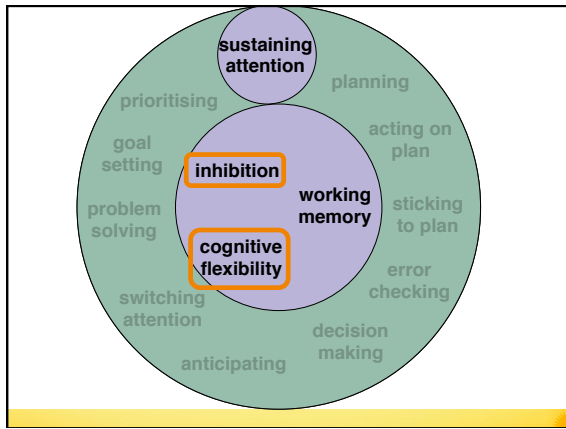 sustaining
attention
planning
prioritising
acting on
plan
goal
setting
inhibition
working
memory
sticking
to plan
problem
solving
cognitive
flexibility
error
checking
switching
attention
decision
making
anticipating